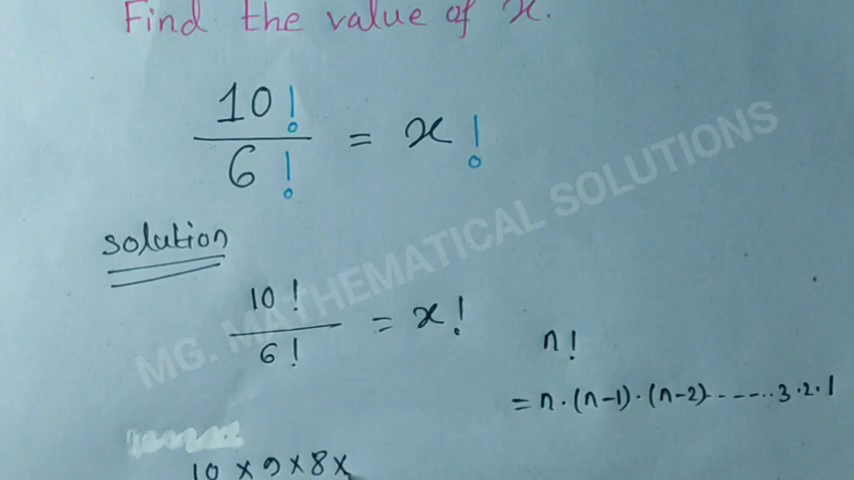 Find the value of x.
10!
6!
= x!
MG. MATHEMATICAL SOLUTIONS
solution
10!
6!
= x!
n!
= n.(n-1).(n-2)-----..3.2.1
10 x 9 x 8 x